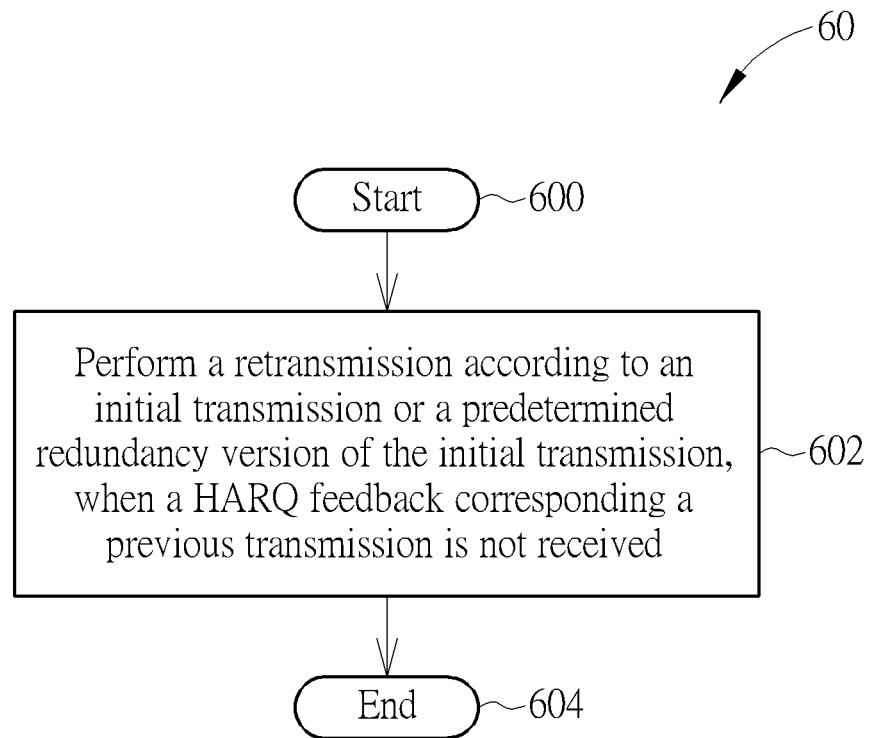 60
Start
600
Perform a retransmission according to an
initial transmission or a predetermined
redundancy version of the initial transmission,
when a HARQ feedback corresponding a
previous transmission is not received
602
End
604